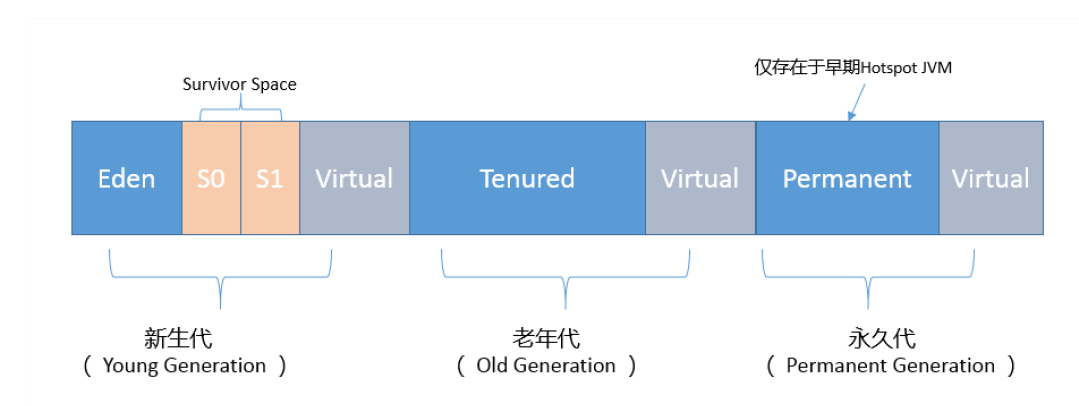 仅存在于早期Hotspot JVM
Survivor Space
Eden
S0
S1
Virtual
Tenured
Virtual
Permanent
Virtual
新生代
（ Young Generation ）
老年代
（ Old Generation ）
永久代
（ Permanent Generation ）